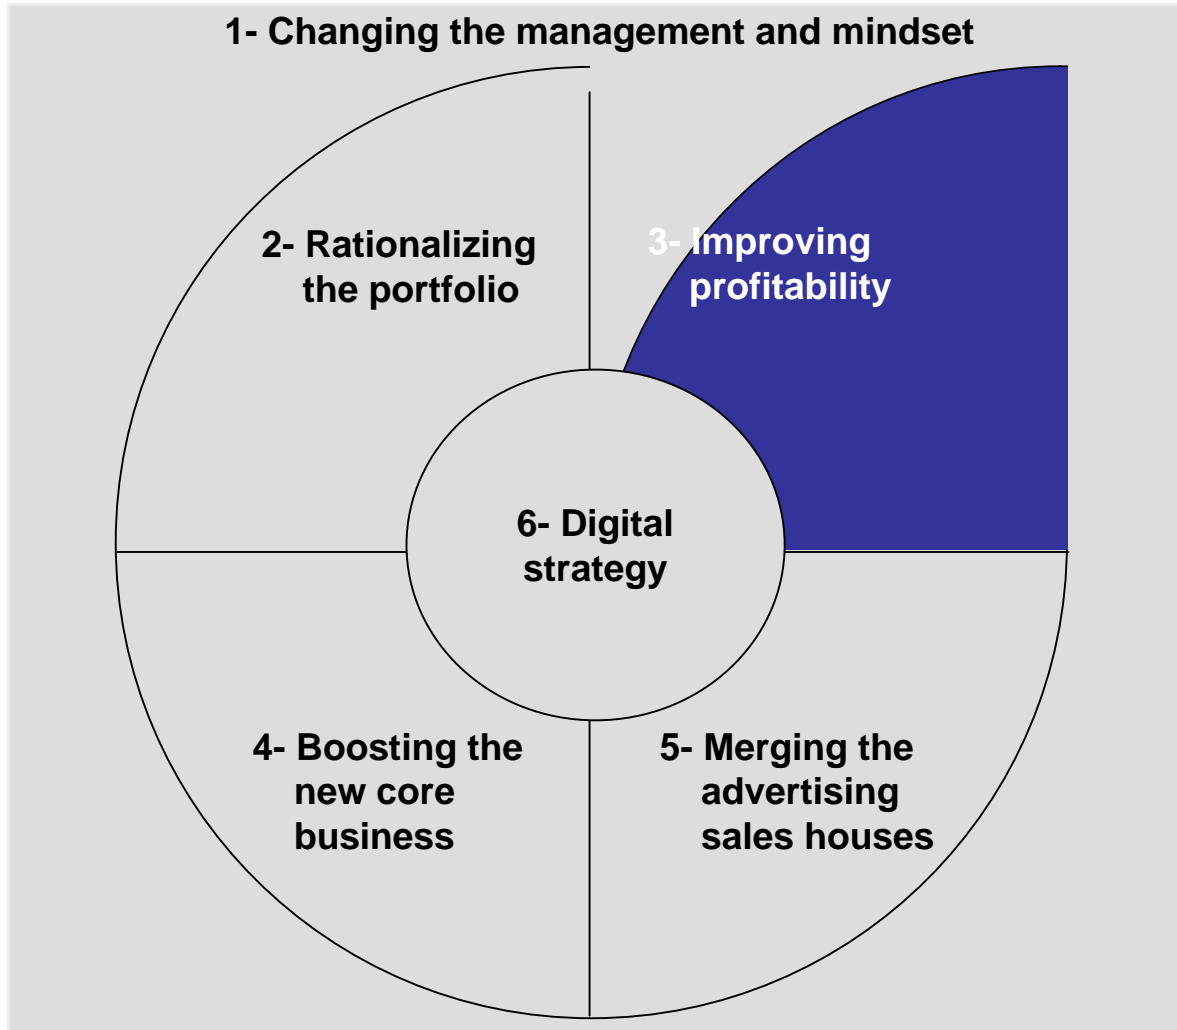 1- Changing the management and mindset
2- Rationalizing
the portfolio
3- Improving
profitability
6- Digital
strategy
4- Boosting the
new core
business
5- Merging the
advertising
sales houses